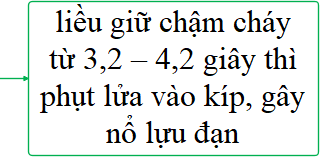 liều giữ chậm cháy
từ 3,2 – 4,2 giây thì
phụt lửa vào kíp, gây
nổ lựu đạn